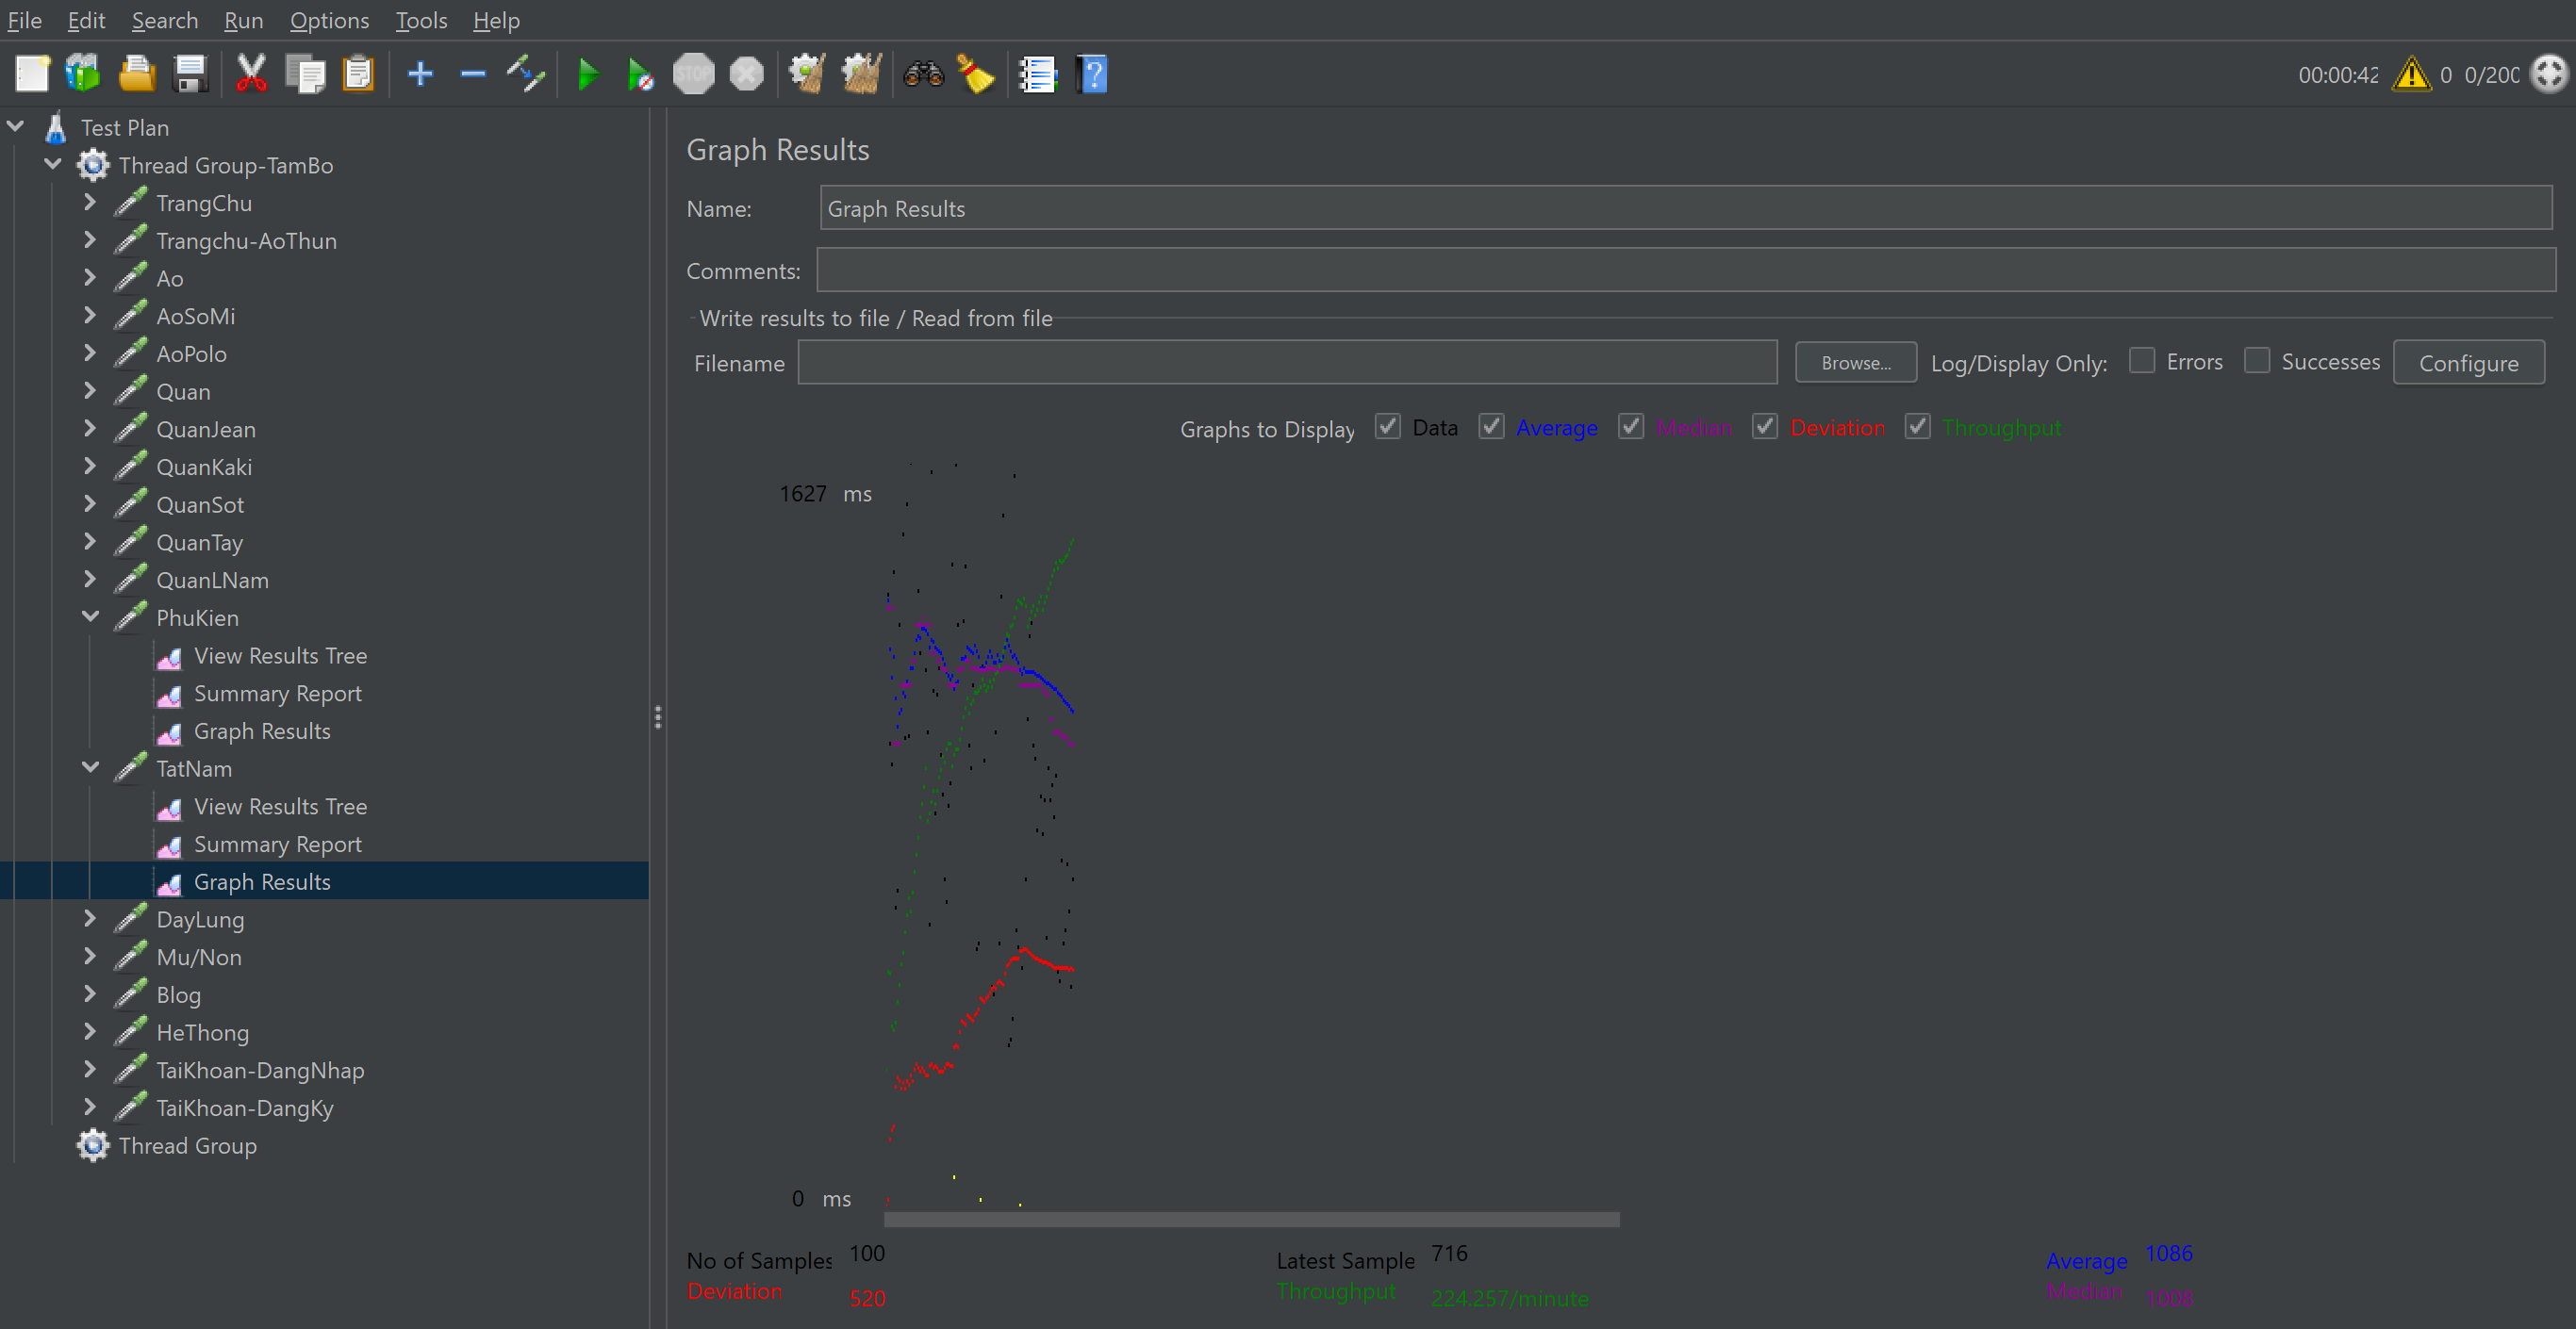 File Edit Search Run Options Tools Help
STOP
00:00:42 0 0/200
Test Plan
Thread Group-TamBo
TrangChu
Trangchu-AoThun
Ao
AoSoMi
AoPolo
Quan
QuanJean
QuanKaki
QuanSot
QuanTay
QuanLNam
PhuKien
View Results Tree
Summary Report
Graph Results
TatNam
View Results Tree
Summary Report
Graph Results
DayLung
Mu/Non
Blog
HeThong
TaiKhoan-DangNhap
TaiKhoan-DangKy
Thread Group
Graph Results
Name: Graph Results
Comments:
Write results to file / Read from file
Filename Browse... Log/Display Only: Errors Successes Configure
Graphs to Display Data Average Median Deviation Throughput
1627 ms
0 ms
No of Samples 100 Latest Sample 716 Average 1086
Deviation 520 Throughput 224.257/minute Median 1008